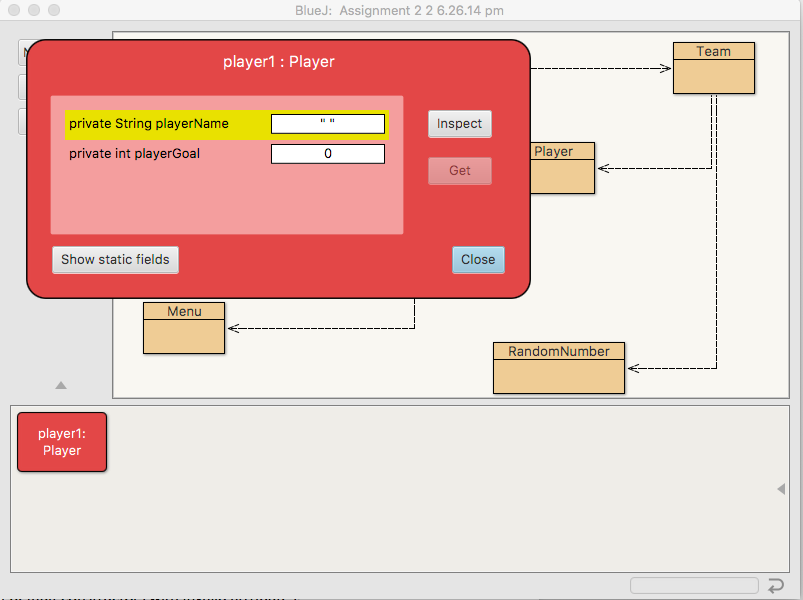 BlueJ: Assignment 2 2 6.26.14 pm
player1 : Player
private String playerName
" "
Inspect
private int playerGoal
0
Get
Show static fields
Close
Team
Player
Menu
RandomNumber
player1:
Player